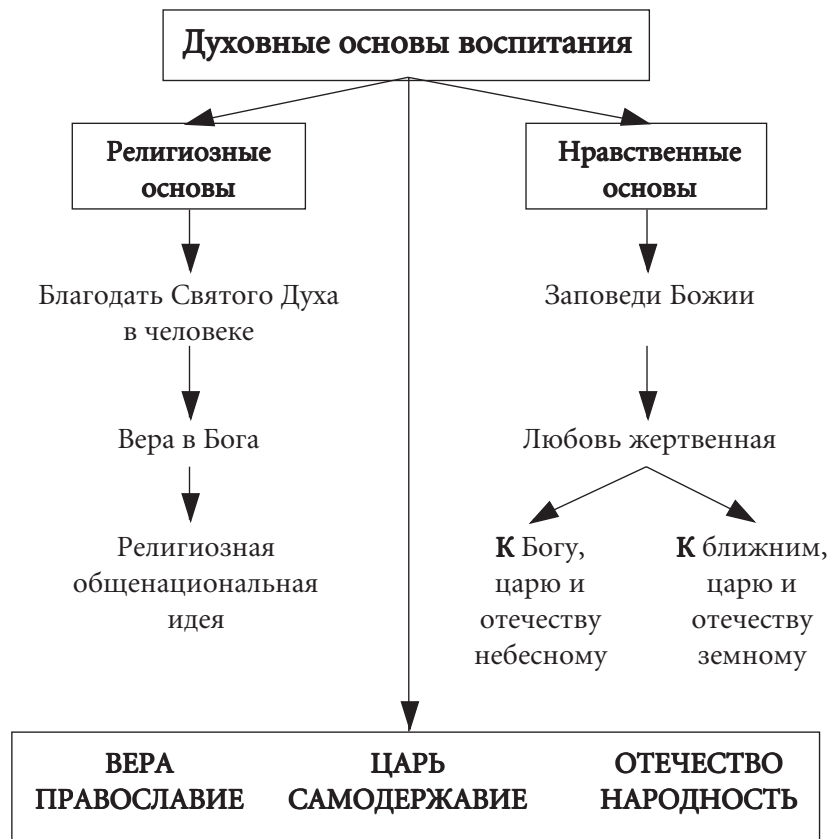 Духовные основы воспитания
Религиозные
основы
Нравственные
основы
Благодать Святого Духа
в человеке
Заповеди Божии
Вера в Бога
Любовь жертвенная
Религиозная
общенациональная
идея
К Богу,
царю и
отечеству
небесному
К ближним,
царю и
отечеству
земному
ВЕРА
ПРАВОСЛАВИЕ
ЦАРЬ
САМОДЕРЖАВИЕ
ОТЕЧЕСТВО
НАРОДНОСТЬ